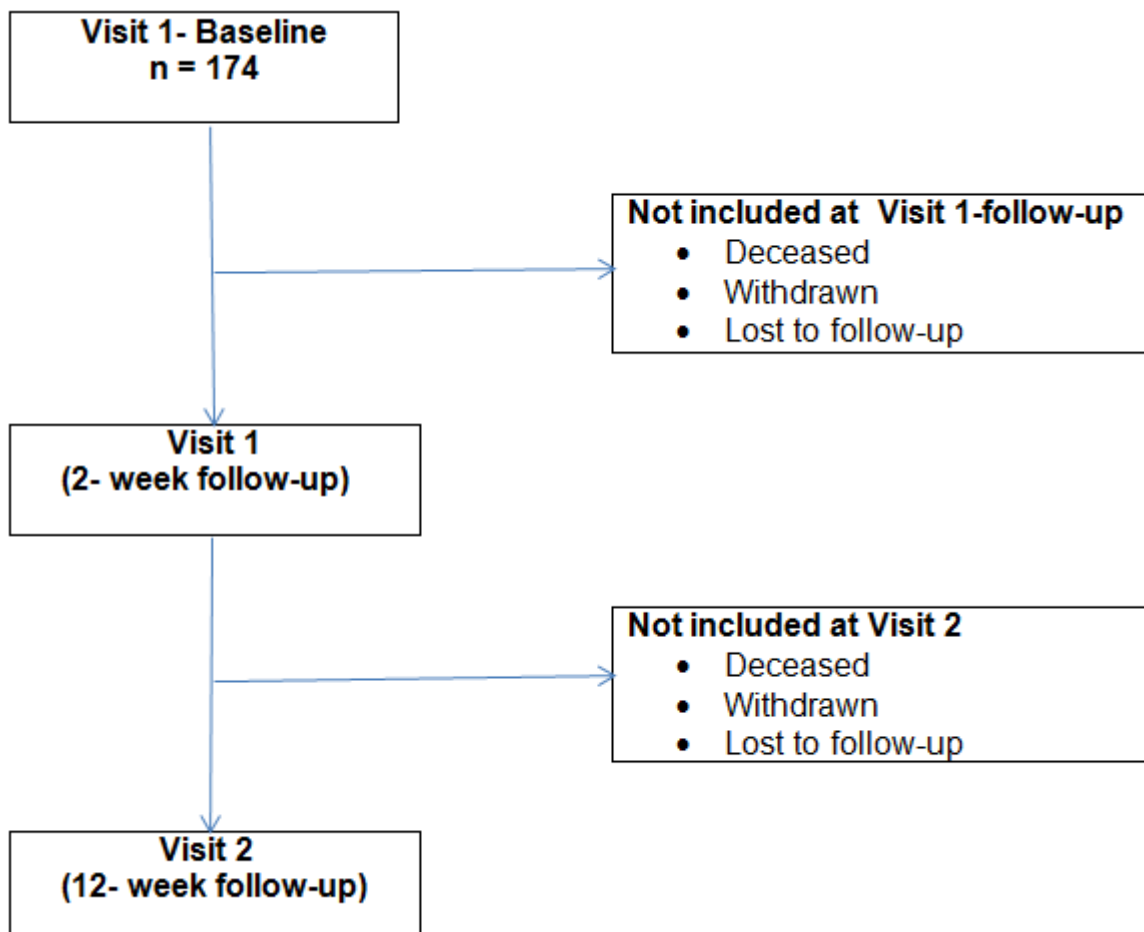 Visit 1- Baseline
n = 174
Not included at Visit 1-follow-up
• Deceased
• Withdrawn
• Lost to follow-up
Visit 1
(2- week follow-up)
Not included at Visit 2
• Deceased
• Withdrawn
• Lost to follow-up
Visit 2
(12- week follow-up)